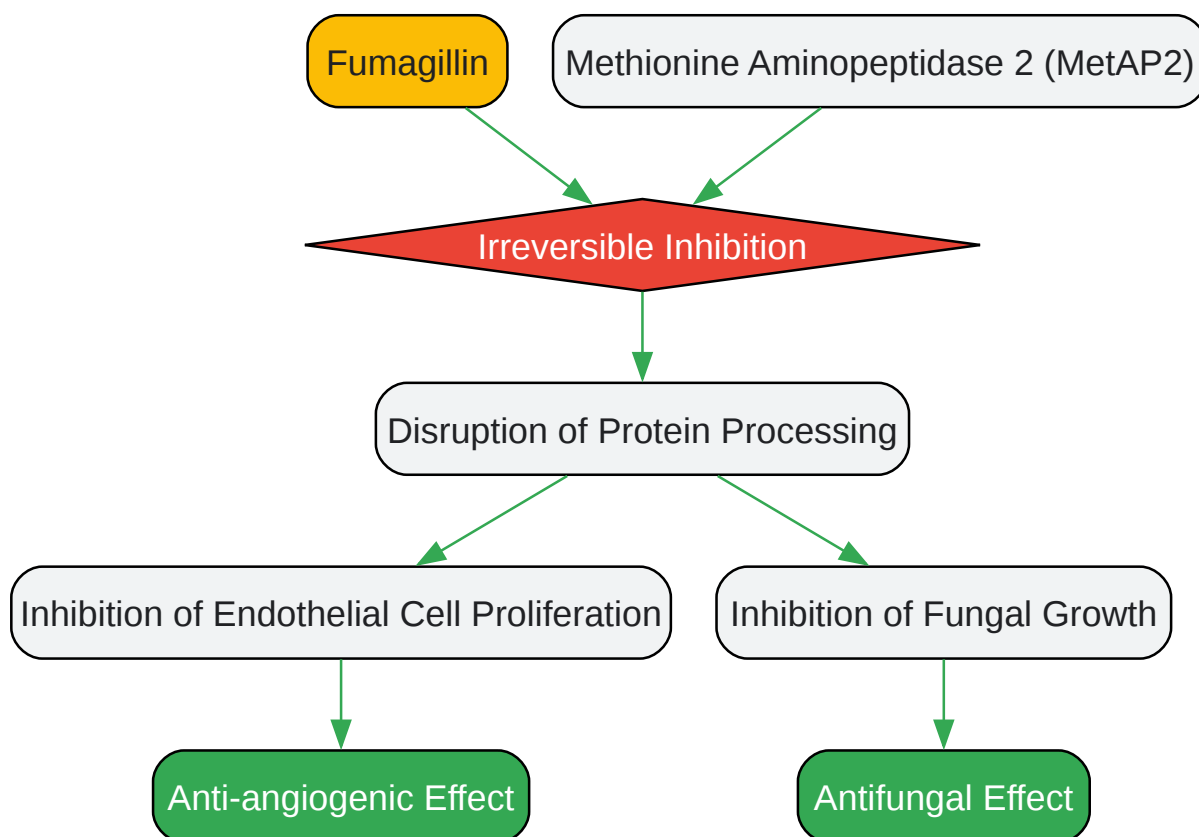 Fumagillin
Methionine Aminopeptidase 2 (MetAP2)
Irreversible Inhibition
Disruption of Protein Processing
Inhibition of Endothelial Cell Proliferation
Inhibition of Fungal Growth
Anti-angiogenic Effect
Antifungal Effect